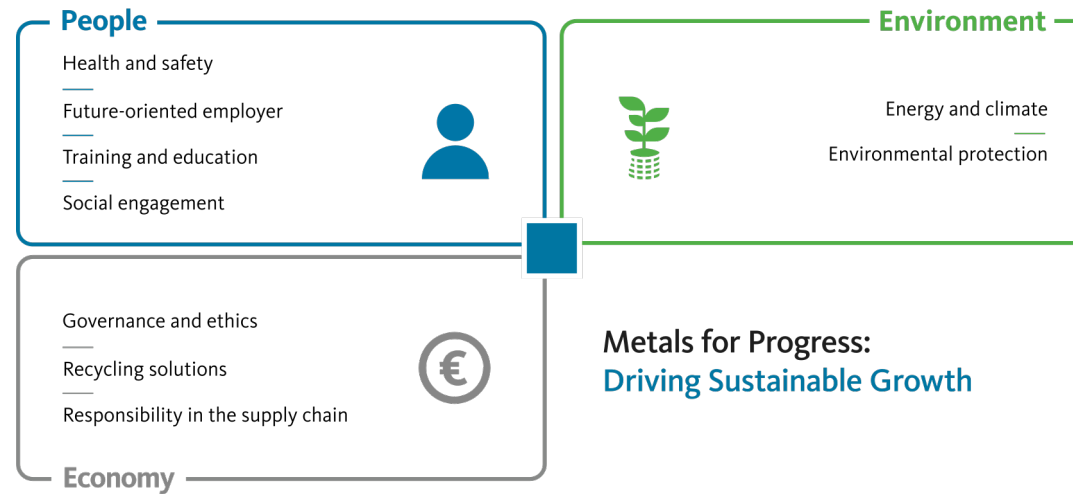 People
Health and safety
Future-oriented employer
Training and education
Social engagement
Environment
Energy and climate
Environmental protection
Governance and ethics
Recycling solutions
Responsibility in the supply chain
Economy
€
Metals for Progress:
Driving Sustainable Growth